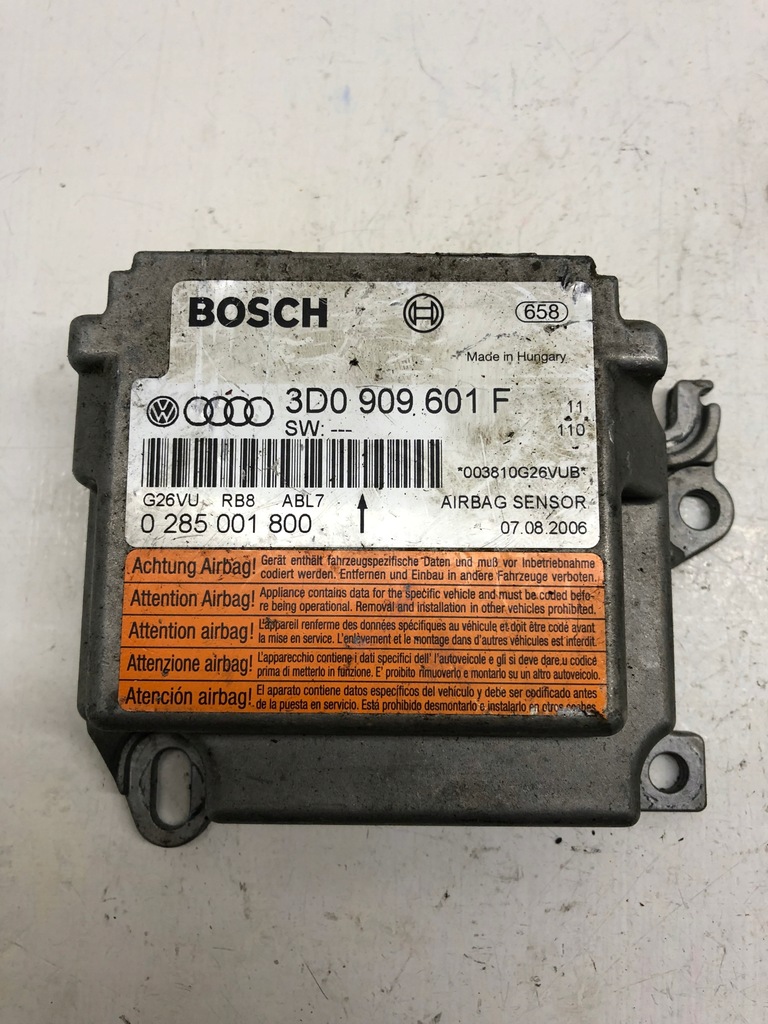 BOSCH
658
Made in Hungary
3D0 909 601 F
SW: ---
11
110
*003810G26VUB*
G26VU RB8 ABL7
AIRBAG SENSOR
0 285 001 800
07.08.2006
Achtung Airbag! Gerät enthält fahrzeugspezifische Daten und muß vor Inbetriebnahme
codiert werden. Entfernen und Einbau in andere Fahrzeuge verboten.
Attention Airbag! Appliance contains data for the specific vehicle and must be coded befo-
re being operational. Removal and installation in other vehicles prohibited.
Attention airbag! L'appareil renferme des données spécifiques au véhicule et doit être codé avant
la mise en service. L'enlèvement et le montage dans d'autres véhicules est interdit.
Attenzione airbag! L'apparecchio contiene i dati specifici dell' l'autoveicolo e gli si deve dare.u codice
prima di metterlo in funzione. E' proibito rimuoverlo e montarlo su un altro autoveicolo.
Atención airbag! El aparato contiene datos específicos del vehículo y debe ser codificado antes
de la puesta en servicio. Está prohibido desmontarlo e instalarlo en otros coches.